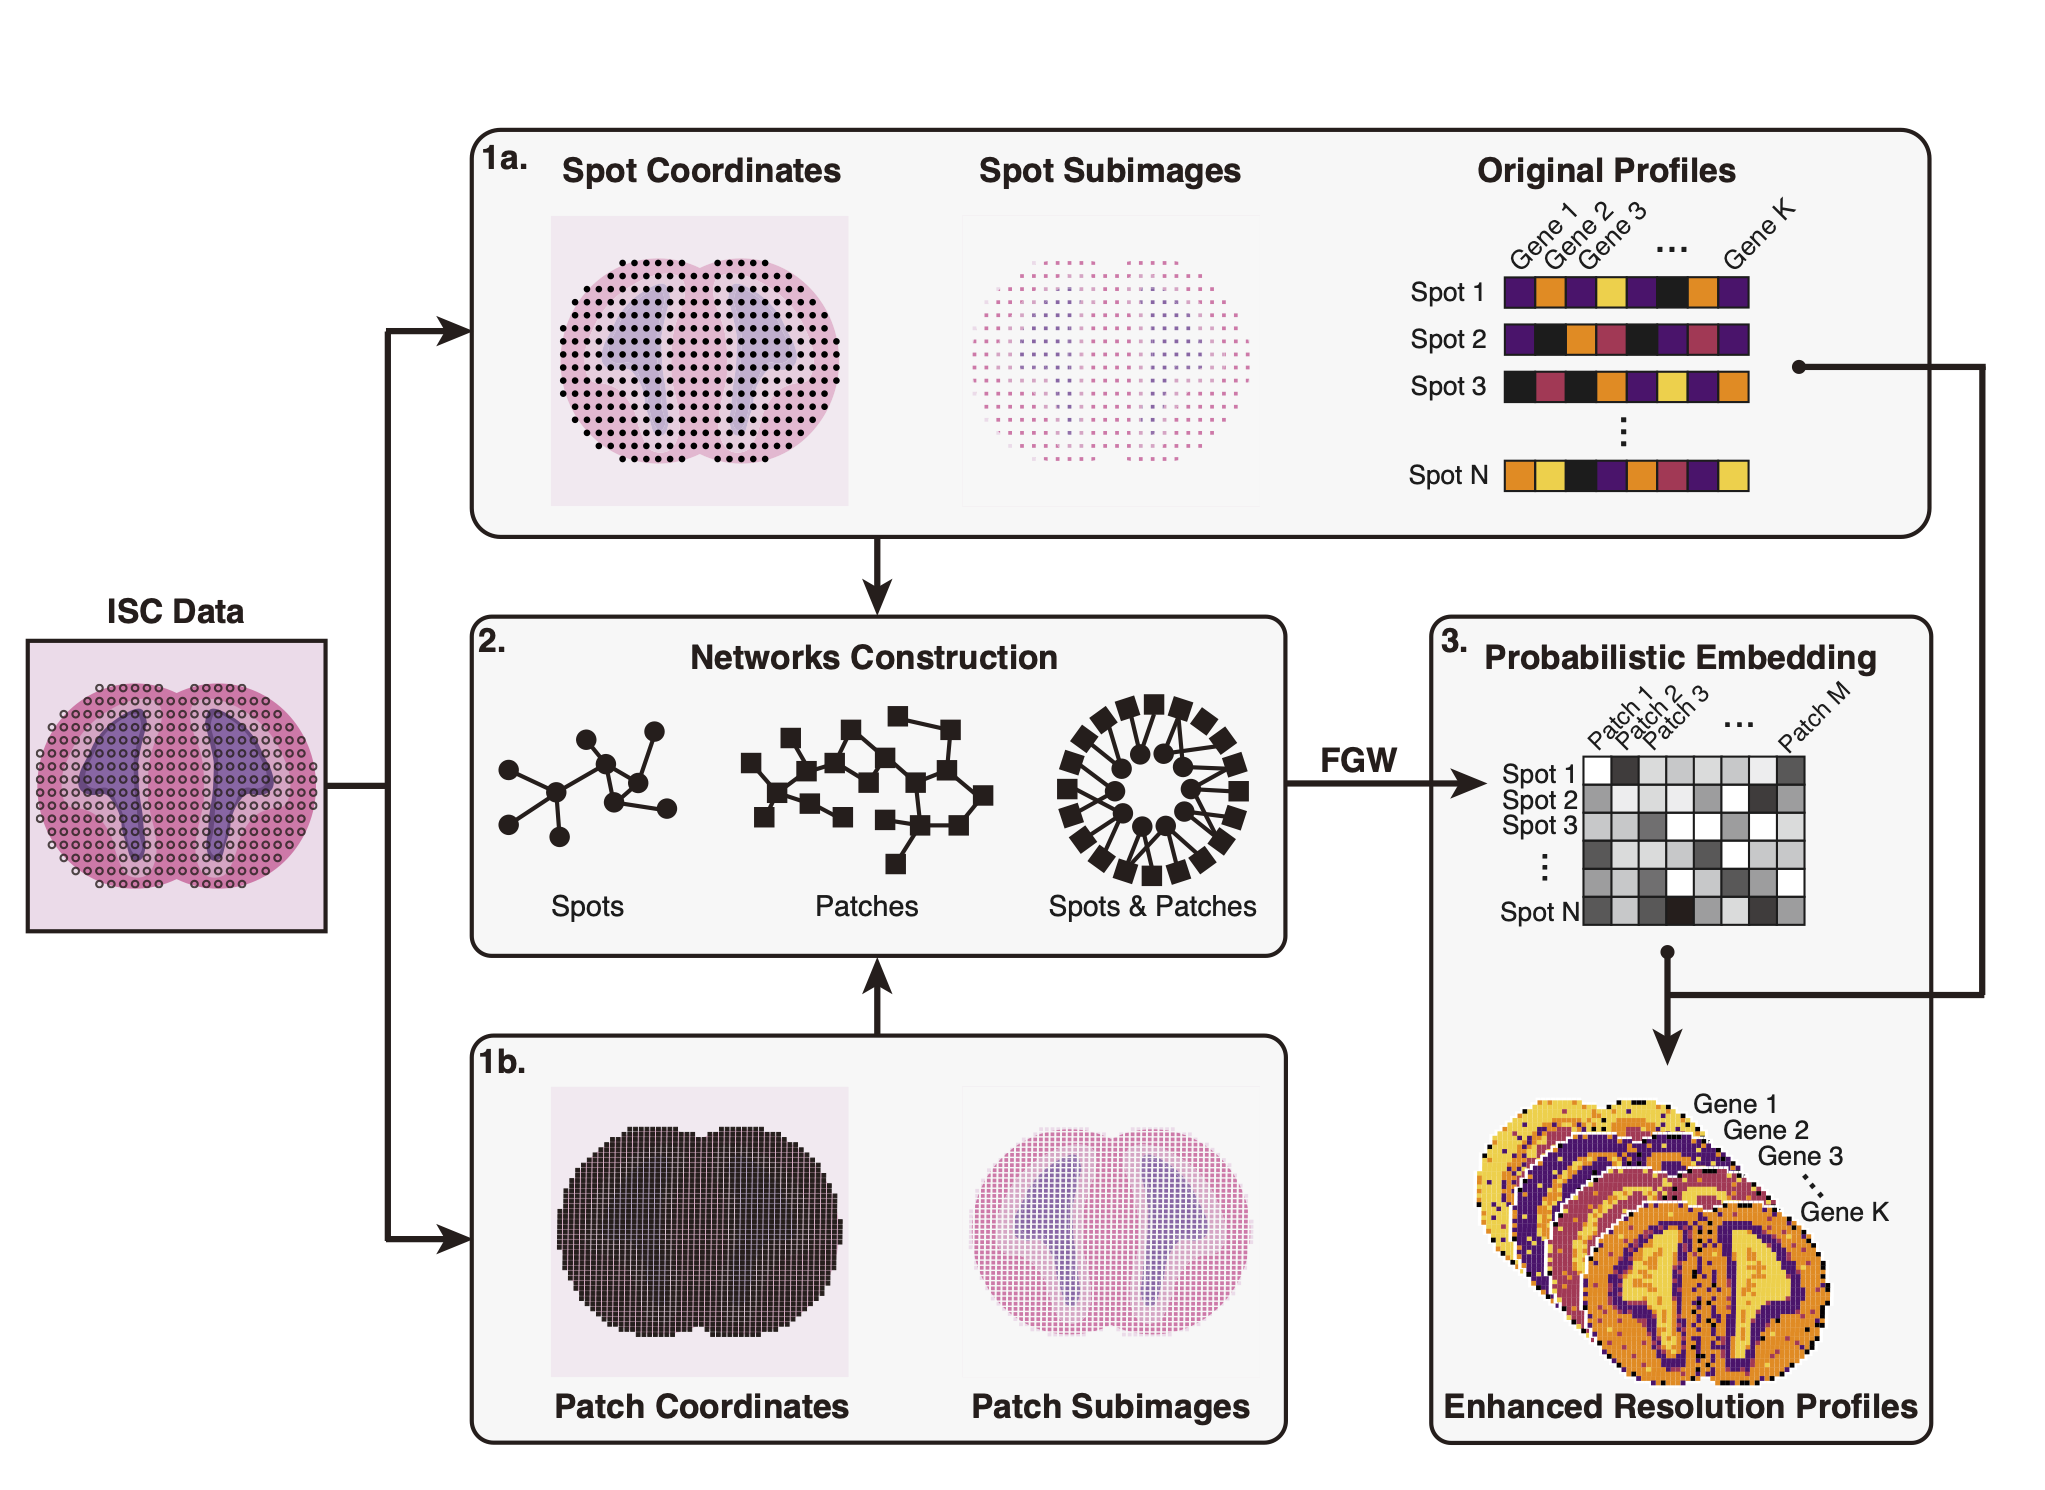 1a.
Spot Coordinates
Spot Subimages
Original Profiles
Gene 1
Gene 2
Gene 3
...
Gene K
Spot 1
Spot 2
Spot 3
⋮
Spot N
ISC Data
2.
Networks Construction
Spots
Patches
Spots & Patches
FGW
3.
Probabilistic Embedding
Patch 1
Patch 2
Patch 3
...
Patch M
Spot 1
Spot 2
Spot 3
⋮
Spot N
1b.
Patch Coordinates
Patch Subimages
Gene 1
Gene 2
Gene 3
⋱
Gene K
Enhanced Resolution Profiles